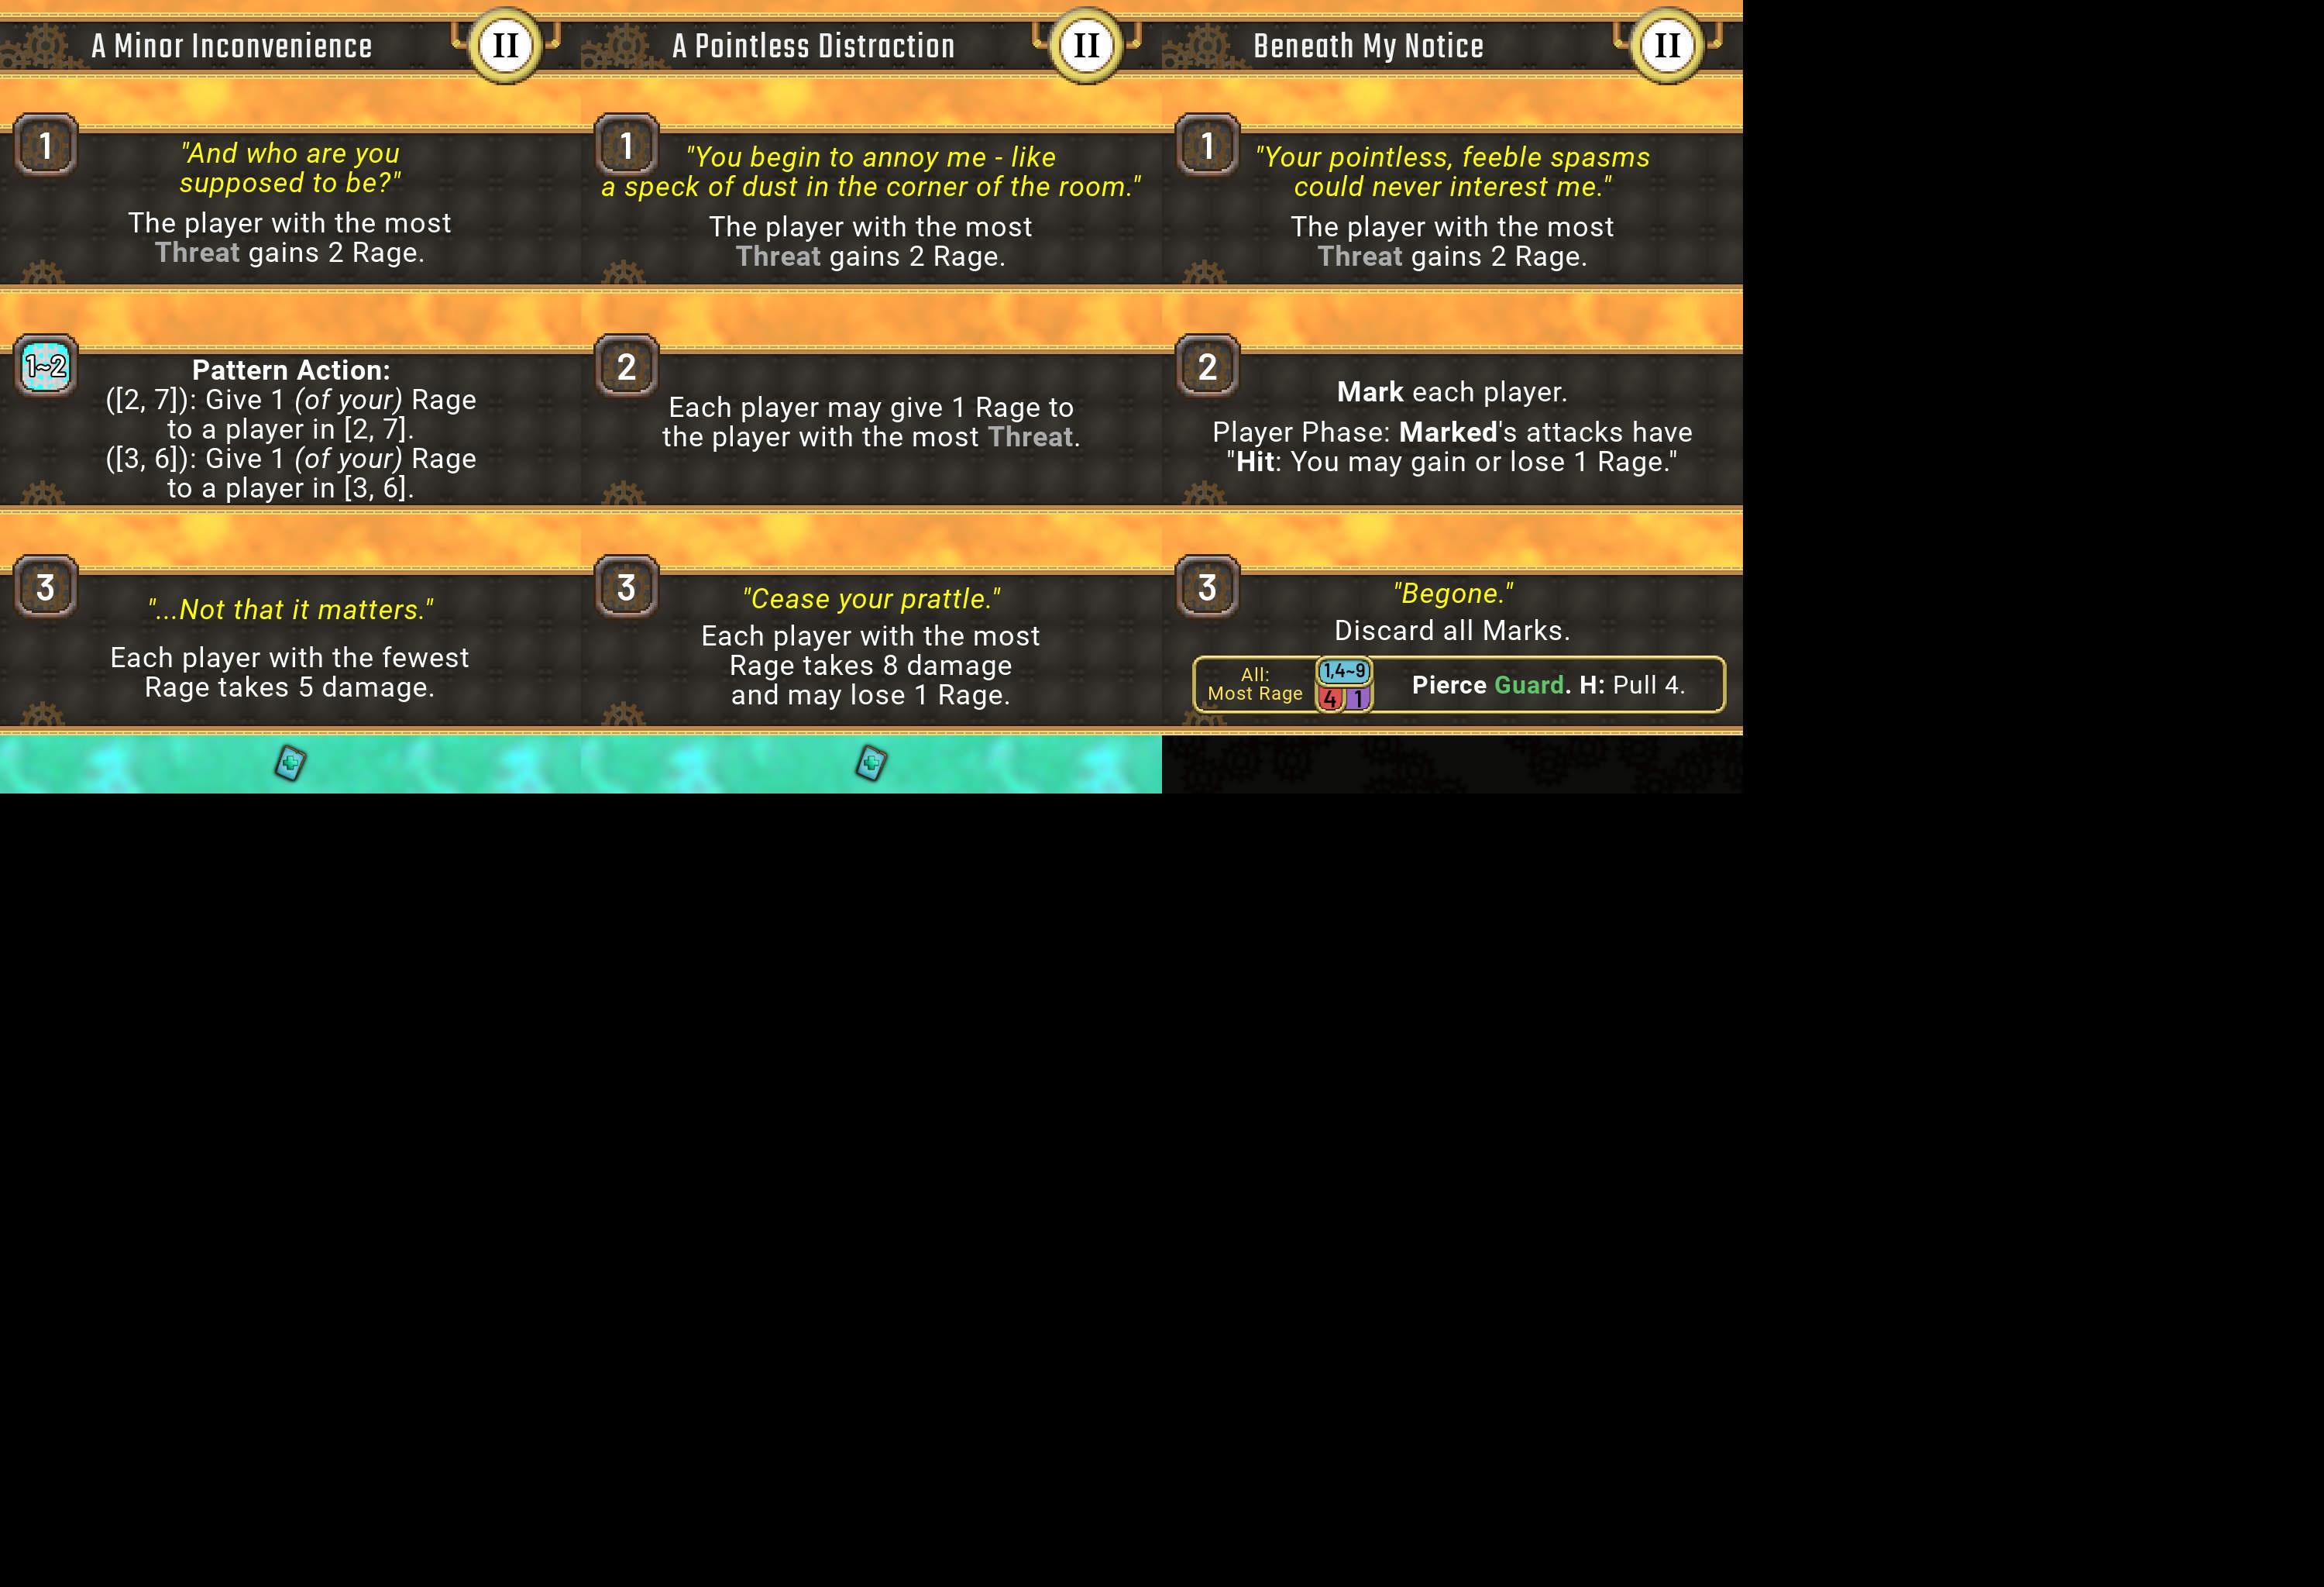 A Minor Inconvenience
II
1
"And who are you
supposed to be?"
The player with the most
Threat gains 2 Rage.
1~2
Pattern Action:
([2, 7]): Give 1 (of your) Rage
to a player in [2, 7].
([3, 6]): Give 1 (of your) Rage
to a player in [3, 6].
3
"...Not that it matters."
Each player with the fewest
Rage takes 5 damage.
A Pointless Distraction
II
1
"You begin to annoy me - like
a speck of dust in the corner of the room."
The player with the most
Threat gains 2 Rage.
2
Each player may give 1 Rage to
the player with the most Threat.
3
"Cease your prattle."
Each player with the most
Rage takes 8 damage
and may lose 1 Rage.
Beneath My Notice
II
1
"Your pointless, feeble spasms
could never interest me."
The player with the most
Threat gains 2 Rage.
2
Mark each player.
Player Phase: Marked's attacks have
"Hit: You may gain or lose 1 Rage."
3
"Begone."
Discard all Marks.
All:
Most Rage
1,4~9
4 1
Pierce Guard. H: Pull 4.